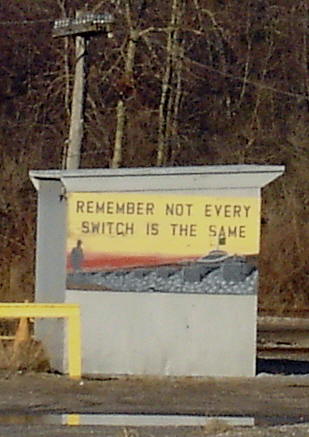 REMEMBER NOT EVERY
SWITCH IS THE SAME